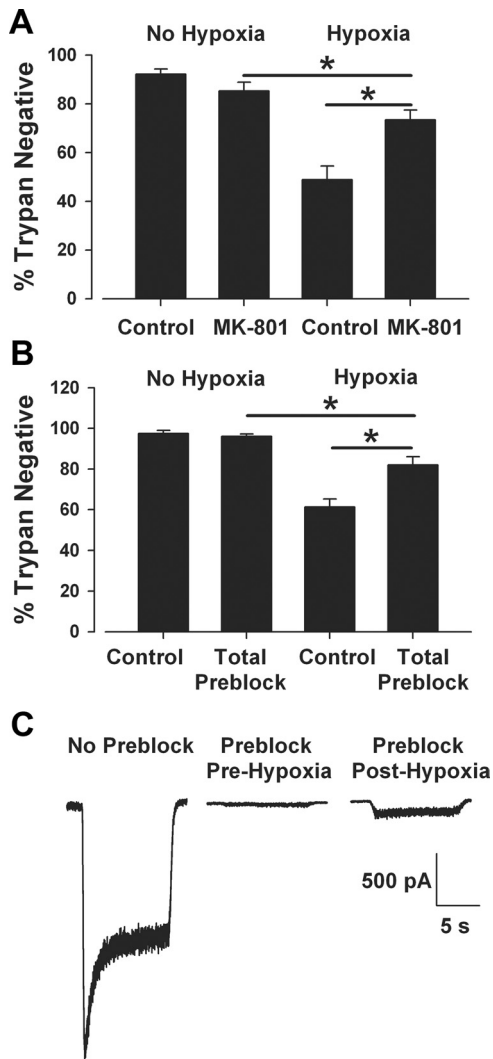 A
No Hypoxia Hypoxia
% Trypan Negative
100
80
60
40
20
0
*
*
Control MK-801 Control MK-801
B
No Hypoxia Hypoxia
% Trypan Negative
120
100
80
60
40
20
0
*
*
Control Total Preblock Control Total Preblock
C
No Preblock
Preblock
Pre-Hypoxia
Preblock
Post-Hypoxia
500 pA
5 s